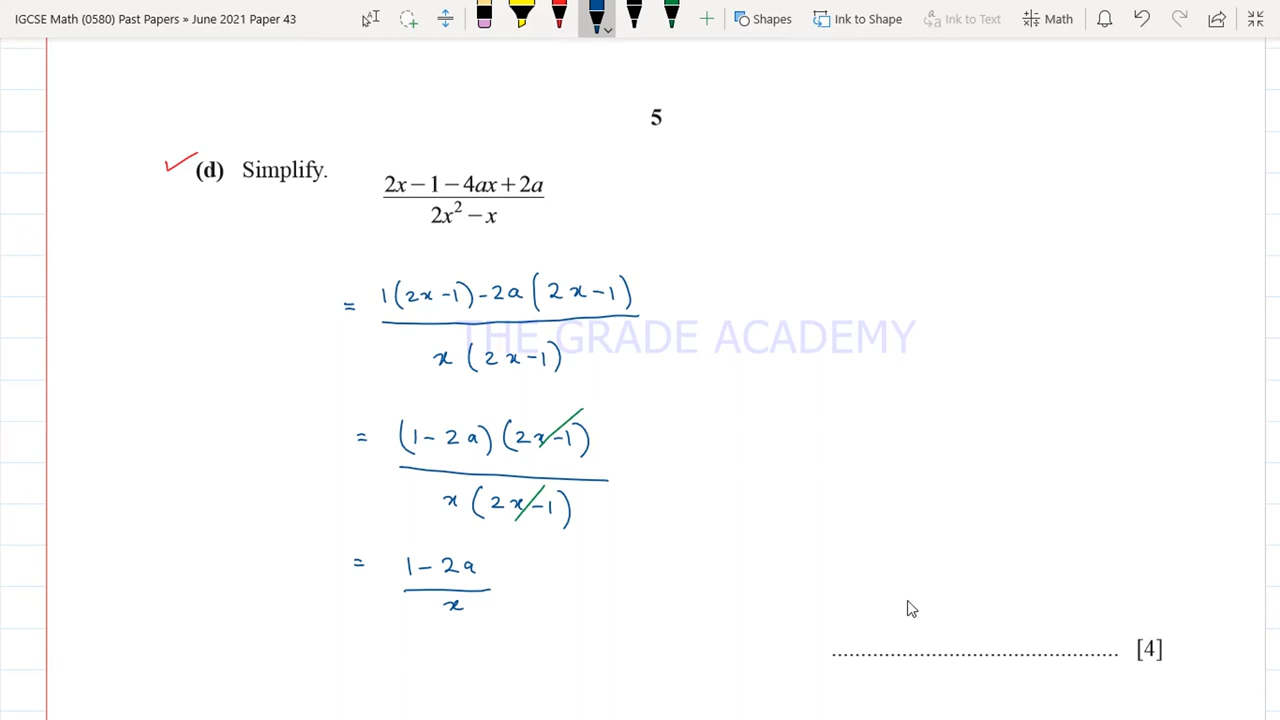 IGCSE Math (0580) Past Papers » June 2021 Paper 43 Shapes Ink to Shape Ink to Text Math
5
(d) Simplify.
2x − 1 − 4ax + 2a
2x² − x
= 1(2x-1) - 2a(2x-1)
x(2x-1)
THE GRADE ACADEMY
= (1-2a)(2x-1)
x(2x-1)
= 1-2a
x
.................................................. [4]